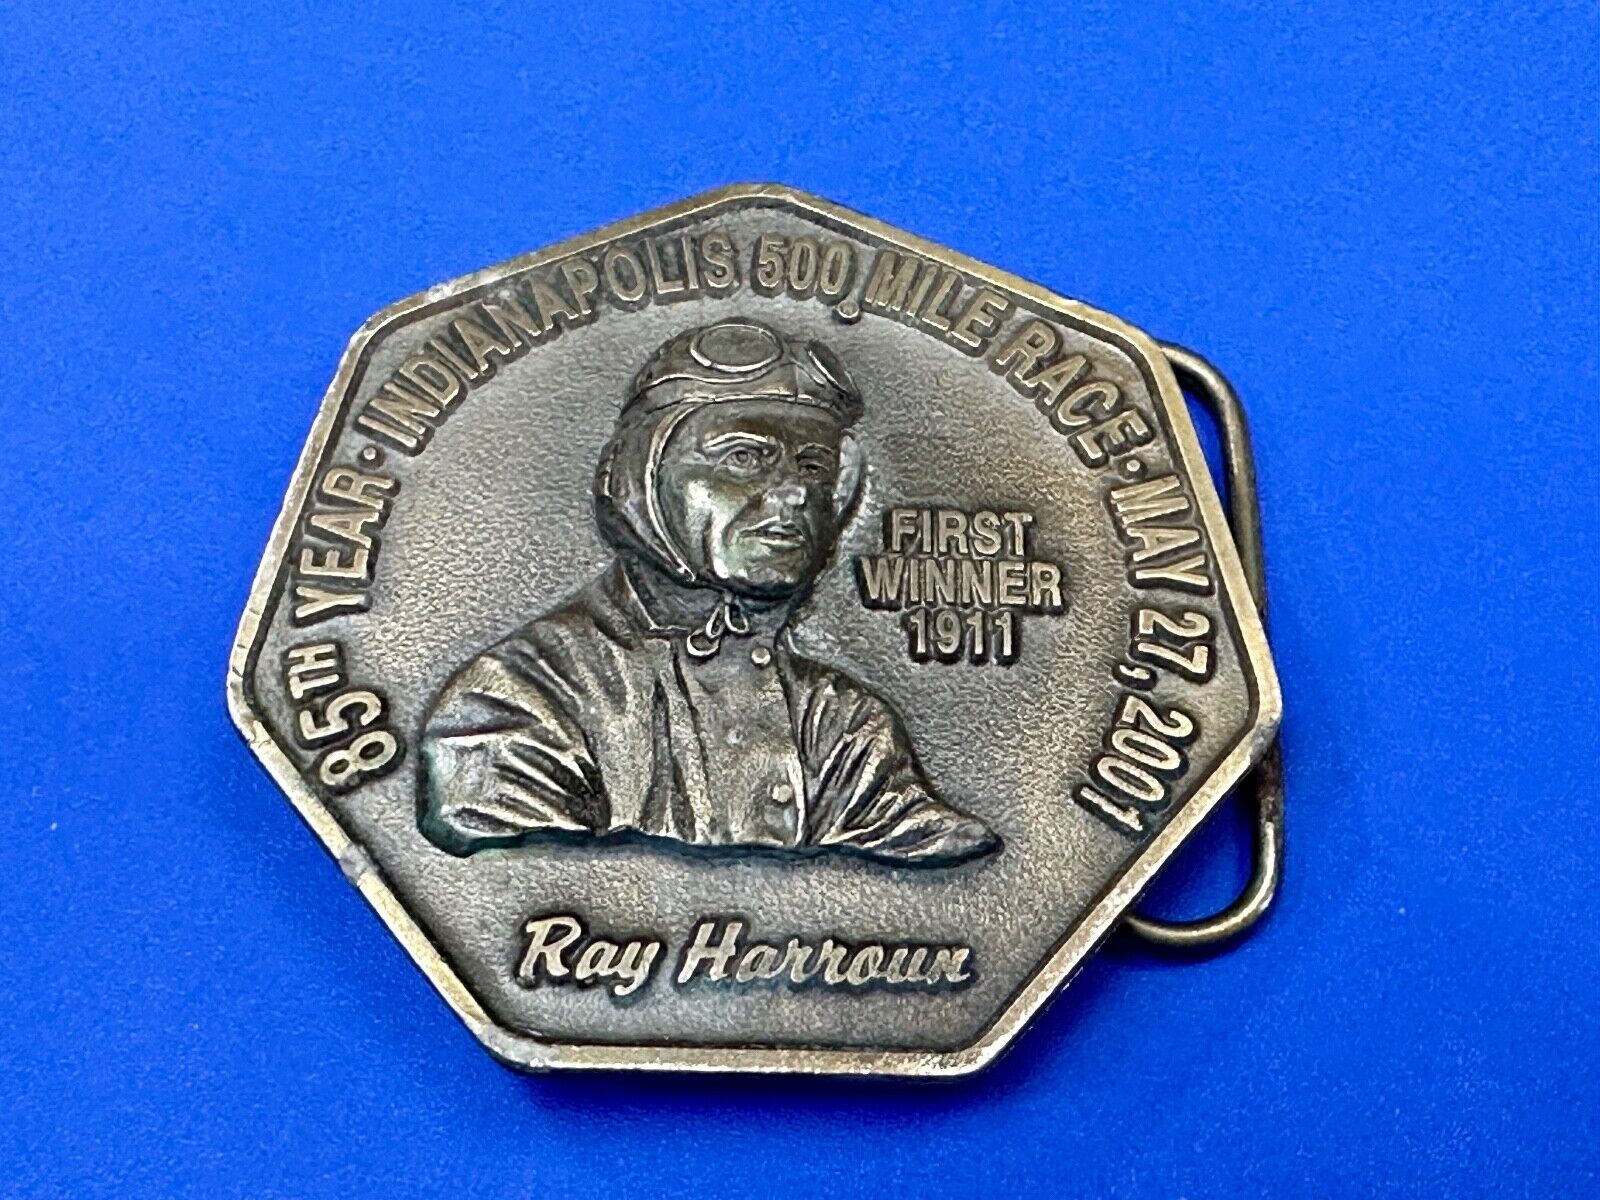 85TH YEAR · INDIANAPOLIS 500 MILE RACE · MAY 27, 2001
FIRST
WINNER
1911
Ray Harroun